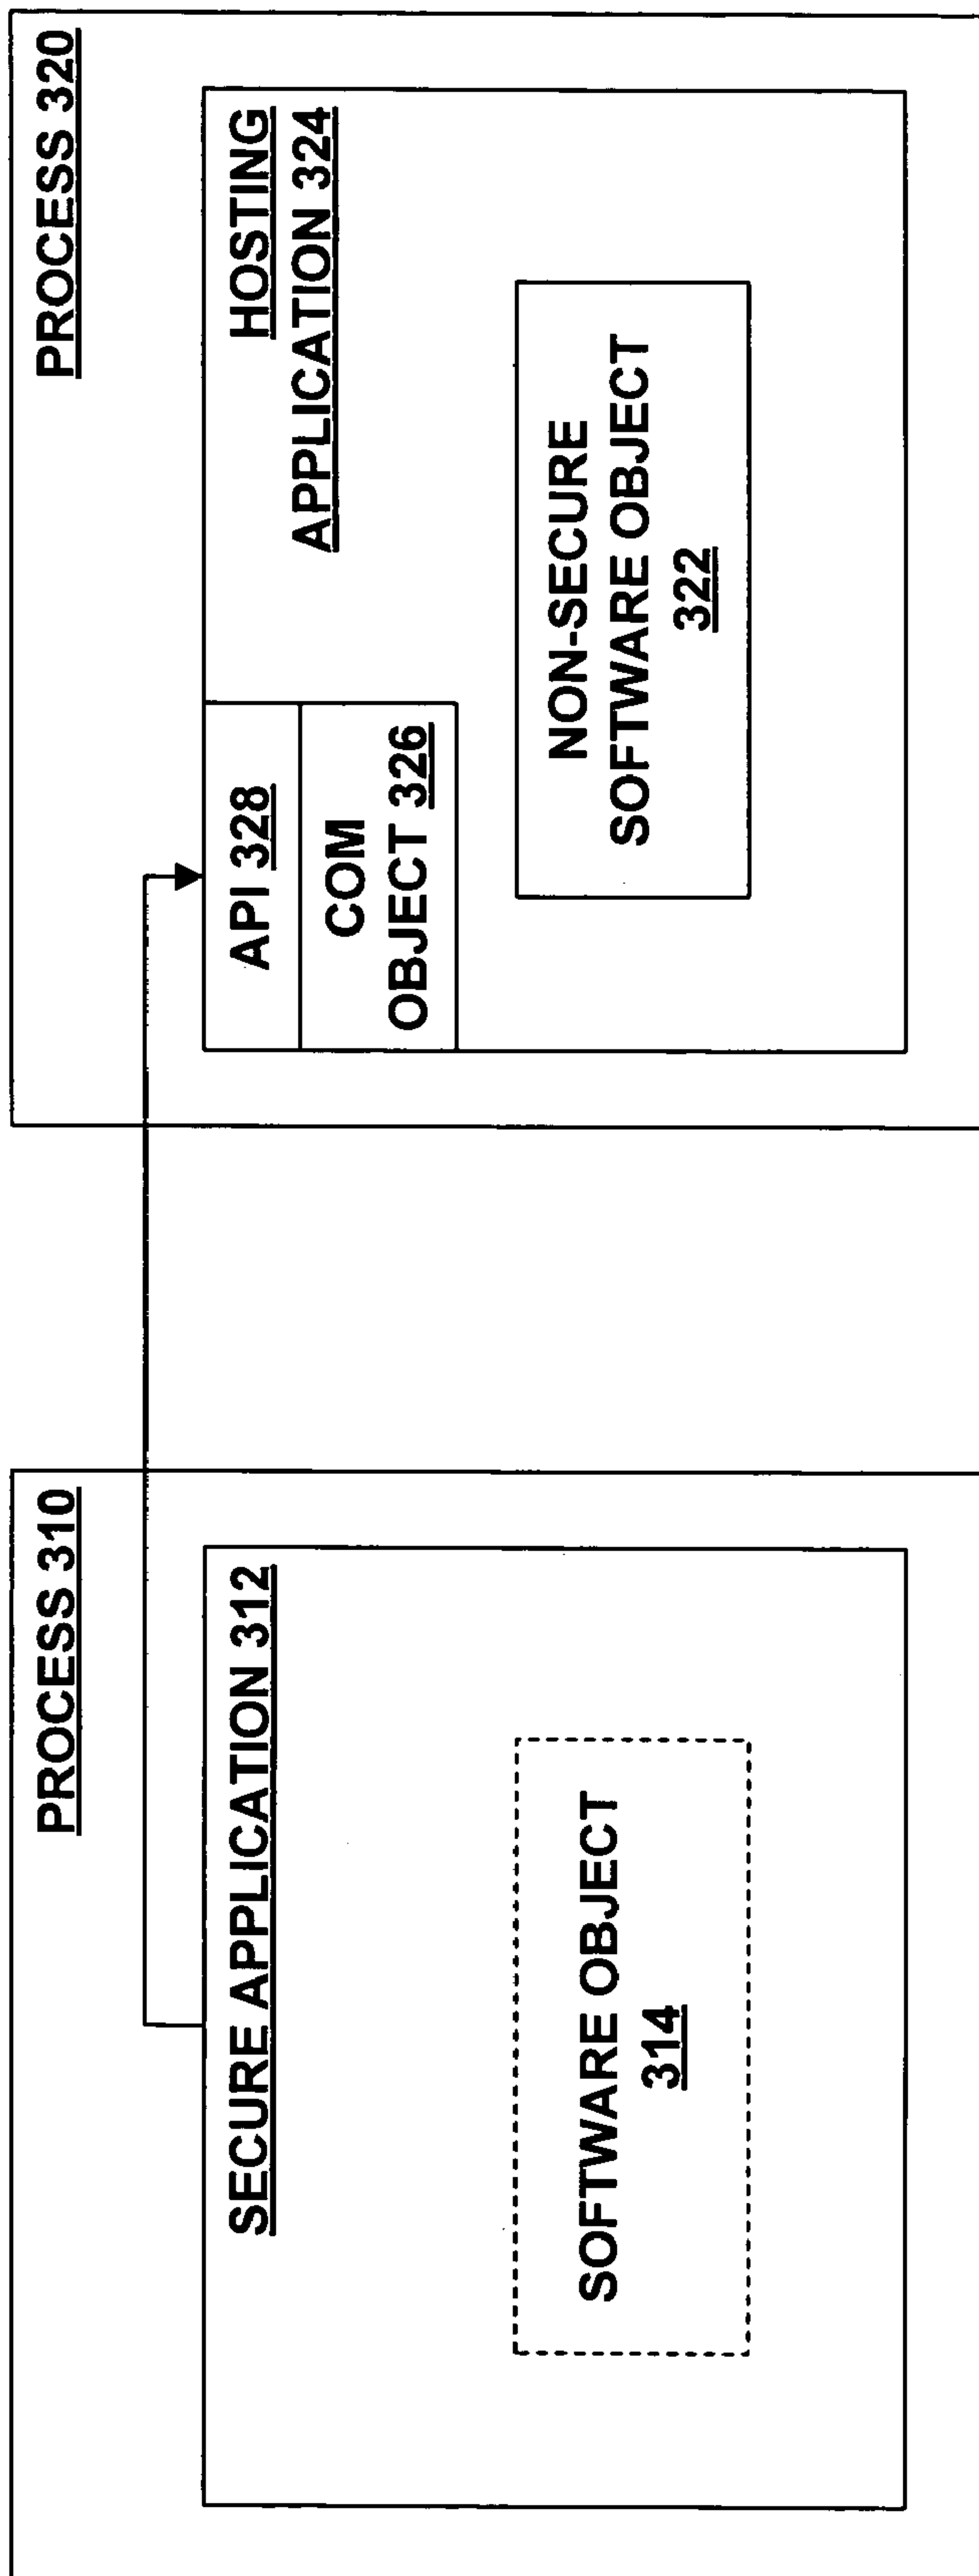 PROCESS 310
SECURE APPLICATION 312
SOFTWARE OBJECT
314
PROCESS 320
HOSTING
APPLICATION 324
API 328
COM
OBJECT 326
NON-SECURE
SOFTWARE OBJECT
322